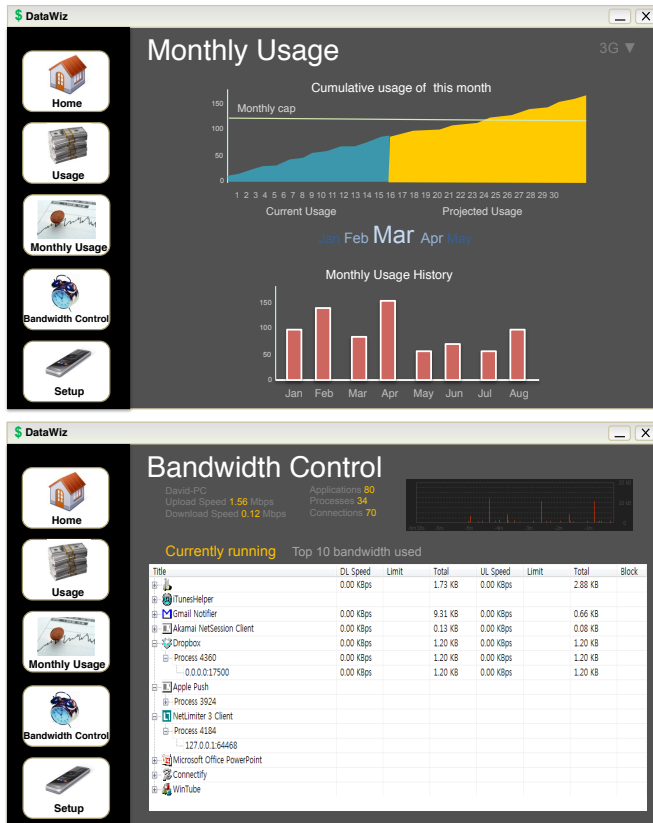 $ DataWiz
Monthly Usage
3G ▼
Home
Usage
Monthly Usage
Bandwidth Control
Setup
Cumulative usage of this month
Monthly cap
150
100
50
0
1 2 3 4 5 6 7 8 9 10 11 12 13 14 15 16 17 18 19 20 21 22 23 24 25 26 27 28 29 30
Current Usage Projected Usage
Jan Feb Mar Apr May
Monthly Usage History
150
100
50
0
Jan Feb Mar Apr May Jun Jul Aug
$ DataWiz
Bandwidth Control
Home
Usage
Monthly Usage
Bandwidth Control
Setup
David-PC
Upload Speed 1.56 Mbps
Download Speed 0.12 Mbps
Applications 80
Processes 34
Connections 70
Currently running Top 10 bandwidth used
Title DL Speed Limit Total UL Speed Limit Total Block
0.00 KBps 1.73 KB 0.00 KBps 2.88 KB
iTunesHelper
Gmail Notifier 0.00 KBps 9.31 KB 0.00 KBps 0.66 KB
Akamai NetSession Client 0.00 KBps 0.13 KB 0.00 KBps 0.08 KB
Dropbox 0.00 KBps 1.20 KB 0.00 KBps 1.20 KB
Process 4360 0.00 KBps 1.20 KB 0.00 KBps 1.20 KB
0.0.0.0:17500 0.00 KBps 1.20 KB 0.00 KBps 1.20 KB
Apple Push
Process 3924
NetLimiter 3 Client
Process 4184
127.0.0.1:64468
Microsoft Office PowerPoint
Connectify
WinTube